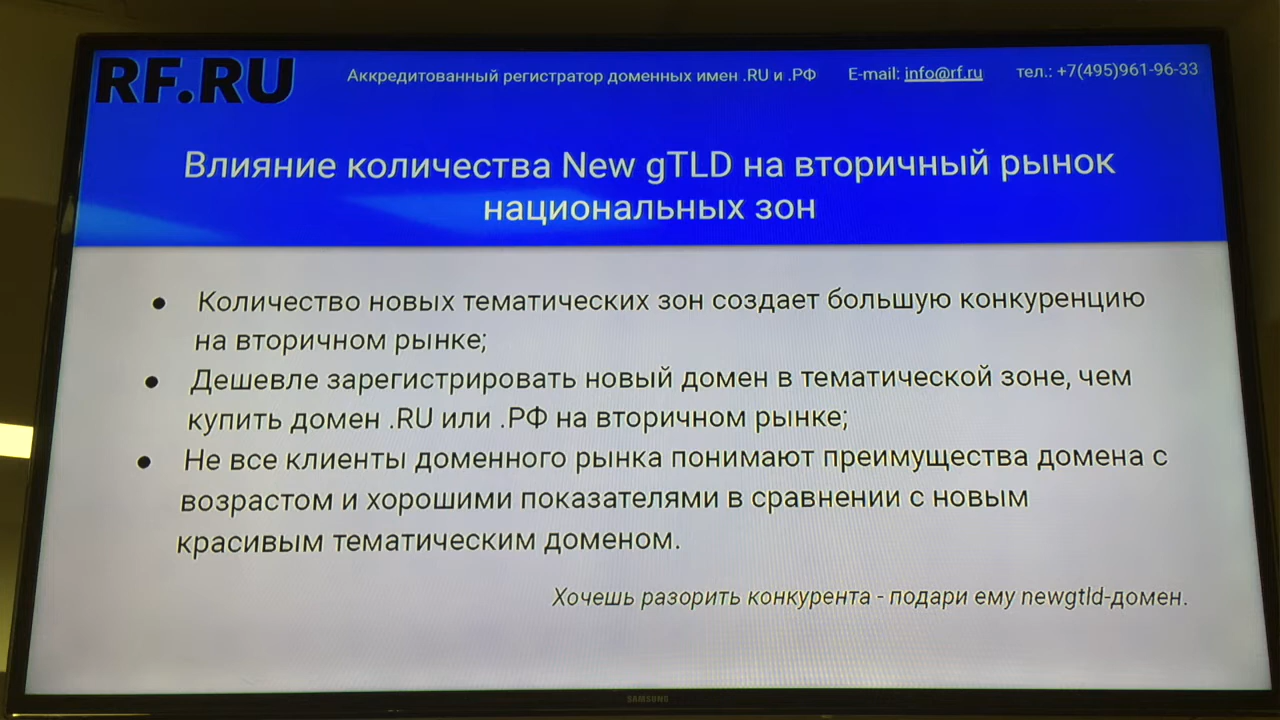 RF.RU
Аккредитованный регистратор доменных имен .RU и .РФ E-mail: info@rf.ru тел.: +7(495)961-96-33
Влияние количества New gTLD на вторичный рынок
национальных зон
● Количество новых тематических зон создает большую конкуренцию
на вторичном рынке;
● Дешевле зарегистрировать новый домен в тематической зоне, чем
купить домен .RU или .РФ на вторичном рынке;
● Не все клиенты доменного рынка понимают преимущества домена с
возрастом и хорошими показателями в сравнении с новым
красивым тематическим доменом.
Хочешь разорить конкурента - подари ему newgtld-домен.
SAMSUNG